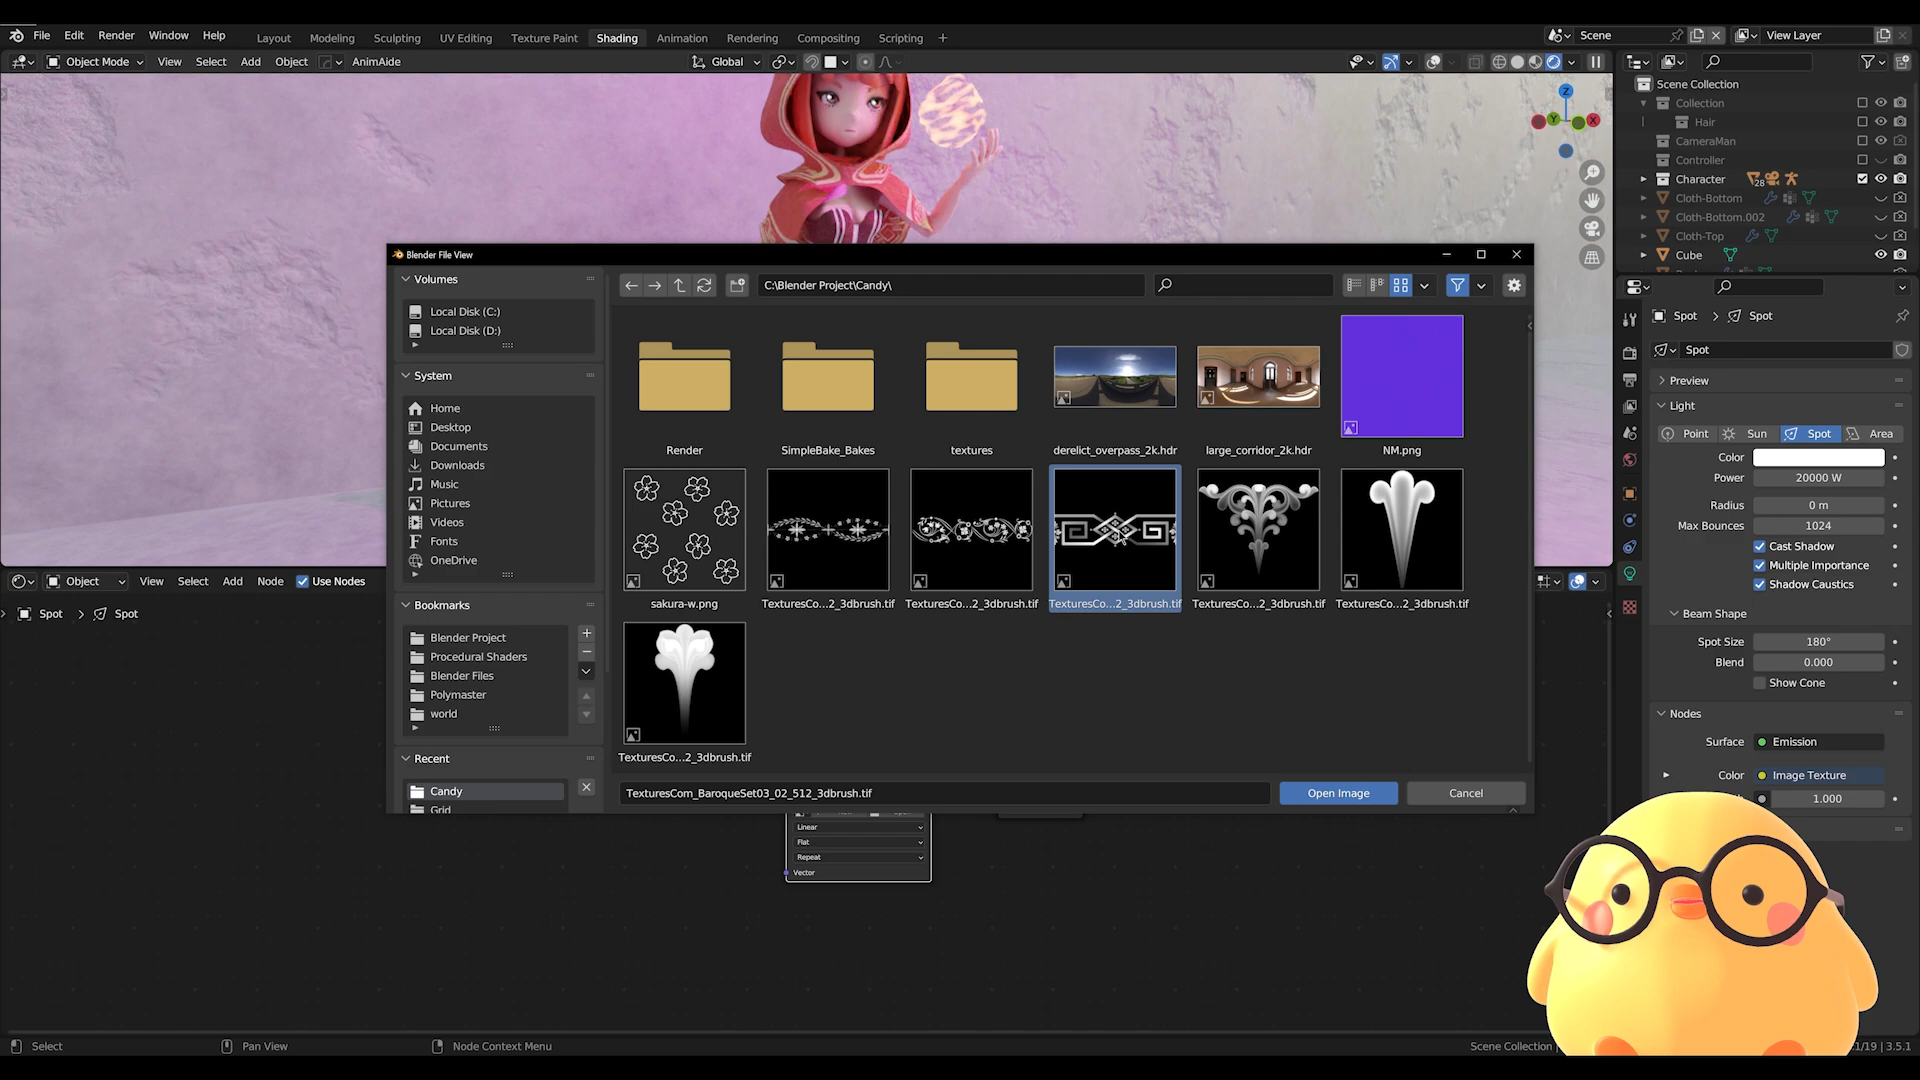 File Edit Render Window Help
Layout Modeling Sculpting UV Editing Texture Paint Shading Animation Rendering Compositing Scripting +
Scene
View Layer
Object Mode View Select Add Object AnimAide
Global
Scene Collection
Collection
Hair
CameraMan
Controller
Character 28
Cloth-Bottom
Cloth-Bottom.002
Cloth-Top
Cube
Z
Y
X
Blender File View
Volumes
Local Disk (C:)
Local Disk (D:)
System
Home
Desktop
Documents
Downloads
Music
Pictures
Videos
Fonts
OneDrive
Bookmarks
Blender Project
Procedural Shaders
Blender Files
Polymaster
world
Recent
Candy
Grid
C:\Blender Project\Candy\
Render SimpleBake_Bakes textures derelict_overpass_2k.hdr large_corridor_2k.hdr NM.png
sakura-w.png TexturesCo...2_3dbrush.tif TexturesCo...2_3dbrush.tif TexturesCo...2_3dbrush.tif TexturesCo...2_3dbrush.tif TexturesCo...2_3dbrush.tif
TexturesCo...2_3dbrush.tif
TexturesCom_BaroqueSet03_02_512_3dbrush.tif
Open Image Cancel
Object View Select Add Node Use Nodes
Spot > Spot
Linear
Flat
Repeat
Vector
Spot > Spot
Spot
Preview
Light
Point Sun Spot Area
Color
Power 20000 W
Radius 0 m
Max Bounces 1024
Cast Shadow
Multiple Importance
Shadow Caustics
Beam Shape
Spot Size 180°
Blend 0.000
Show Cone
Nodes
Surface Emission
Color Image Texture
1.000
Select Pan View Node Context Menu
Scene Collection 1/19 | 3.5.1